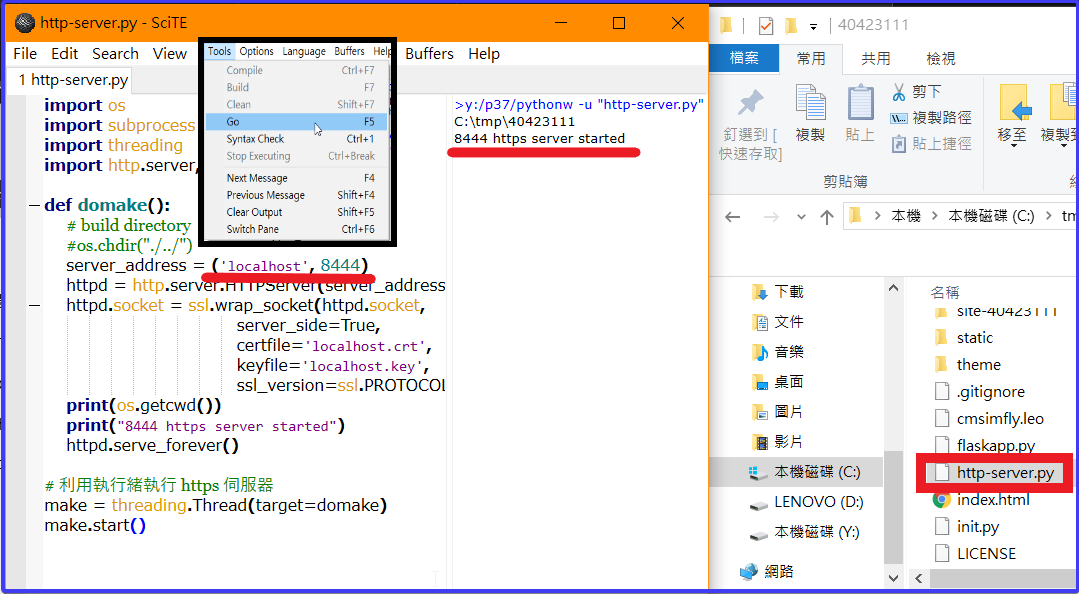 http-server.py - SciTE
File Edit Search View Buffers Help
1 http-server.py
import os
import subprocess
import threading
import http.server,
def domake():
# build directory
#os.chdir("./../")
server_address = ('localhost', 8444)
httpd = http.server.HTTPServer(server_address
httpd.socket = ssl.wrap_socket(httpd.socket,
server_side=True,
certfile='localhost.crt',
keyfile='localhost.key',
ssl_version=ssl.PROTOCOL
print(os.getcwd())
print("8444 https server started")
httpd.serve_forever()
# 利用執行緒執行 https 伺服器
make = threading.Thread(target=domake)
make.start()
Tools Options Language Buffers Help
Compile Ctrl+F7
Build F7
Clean Shift+F7
Go F5
Syntax Check Ctrl+1
Stop Executing Ctrl+Break
Next Message F4
Previous Message Shift+F4
Clear Output Shift+F5
Switch Pane Ctrl+F6
>y:/p37/pythonw -u "http-server.py"
C:\tmp\40423111
8444 https server started
40423111
檔案 常用 共用 檢視
釘選到 [
快速存取]
複製
貼上
剪下
複製路徑
貼上捷徑
移至
複製到
剪貼簿
本機 > 本機磁碟 (C:) > tm
下載
文件
音樂
桌面
圖片
影片
本機磁碟 (C:)
LENOVO (D:)
本機磁碟 (Y:)
網路
名稱
site-40423111
static
theme
.gitignore
cmsimfly.leo
flaskapp.py
http-server.py
index.html
init.py
LICENSE